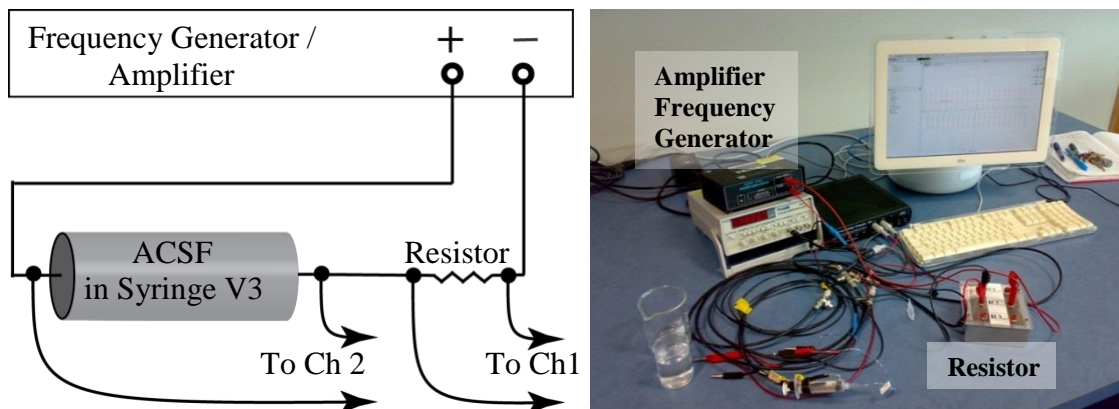 Frequency Generator /
Amplifier
+ −
ACSF
in Syringe V3
Resistor
To Ch 2
To Ch1
Amplifier
Frequency
Generator
Resistor